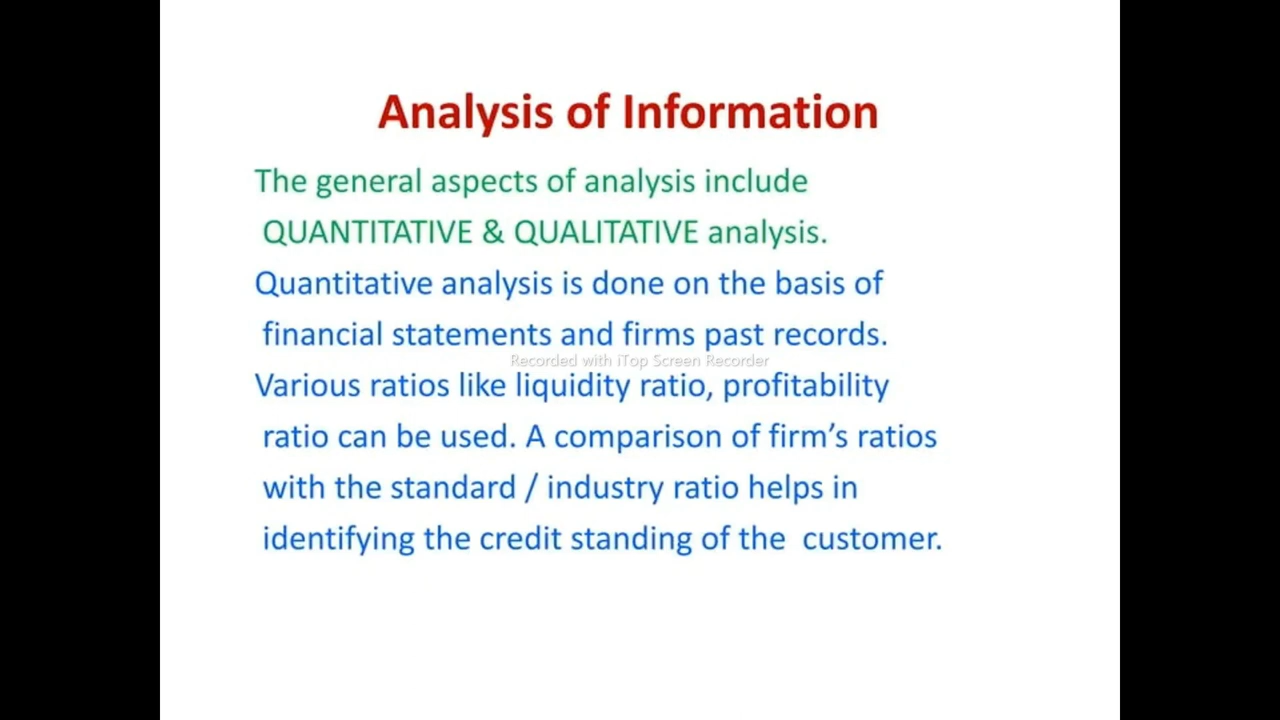 Analysis of Information
The general aspects of analysis include
QUANTITATIVE & QUALITATIVE analysis.
Quantitative analysis is done on the basis of
financial statements and firms past records.
Recorded with iTop Screen Recorder
Various ratios like liquidity ratio, profitability
ratio can be used. A comparison of firm’s ratios
with the standard / industry ratio helps in
identifying the credit standing of the  customer.